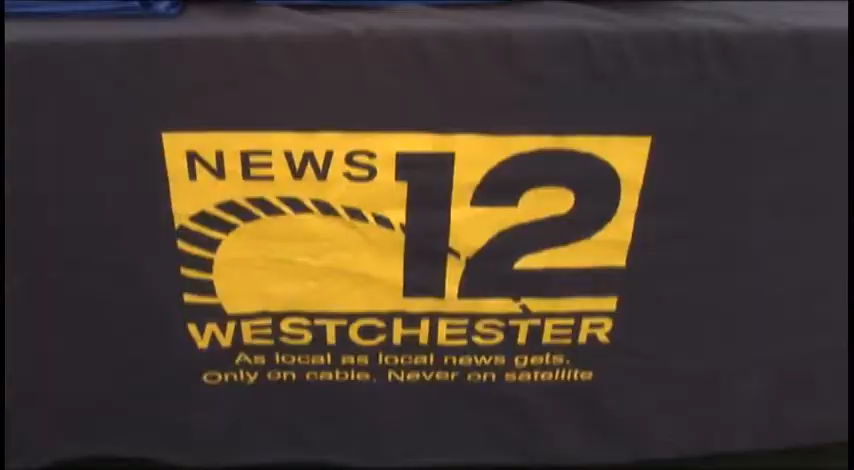 NEWS 12
WESTCHESTER
As local as local news gets.
Only on cable. Never on satellite